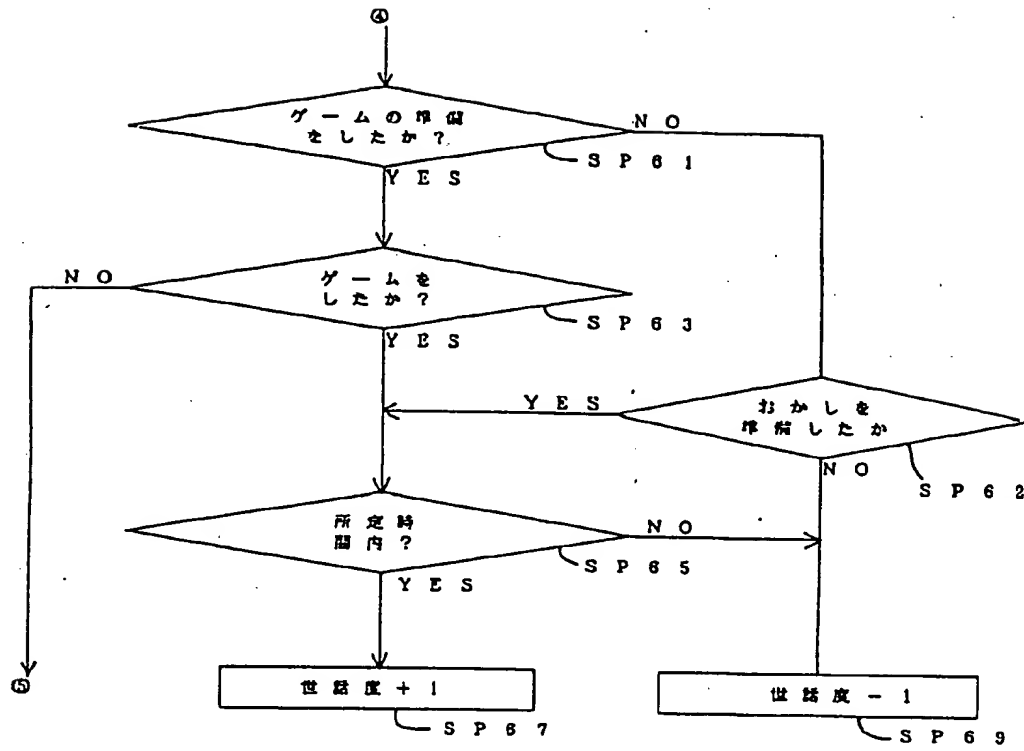 ④
ゲームの準備
をしたか?
NO
SP61
YES
NO
ゲームを
したか?
SP63
YES
YES
おかしを
準備したか
NO
SP62
所定時
間内?
NO
SP65
YES
⑤
世話度+1
世話度-1
SP67
SP69